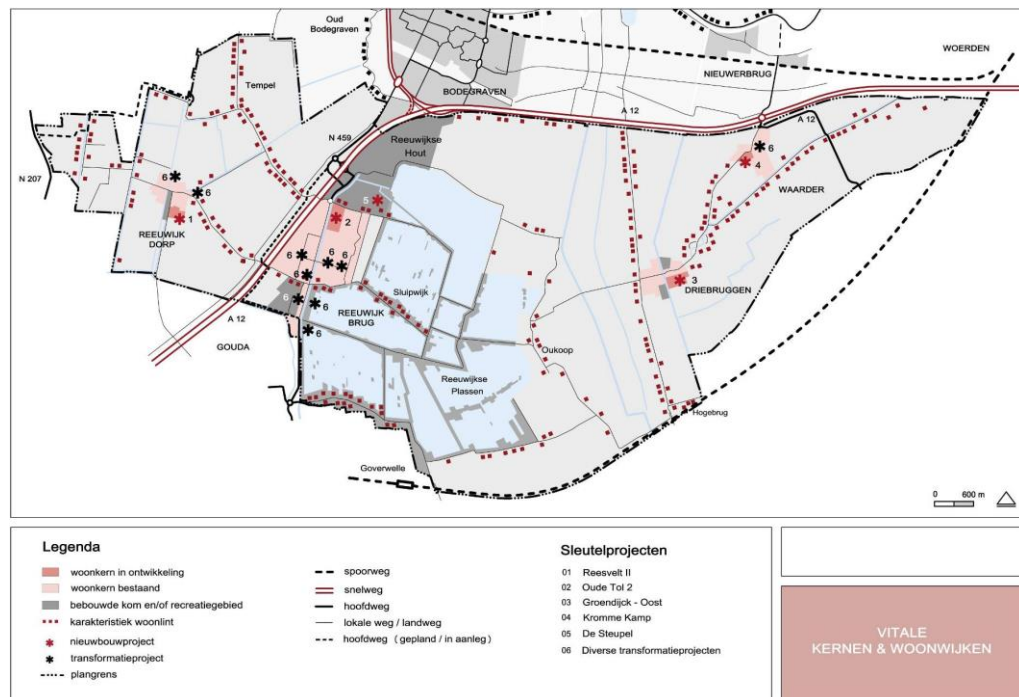 Oud
Bodegraven
WOERDEN
NIEUWERBRUG
BODEGRAVEN
Tempel
A 12
A 12
N 459
Reeuwijkse
Hout
6
4
WAARDER
N 207
6
6
1
5
2
REEUWIJK
DORP
6
6
6
6
3
DRIEBRUGGEN
Sluipwijk
6
6
REEUWIJK
BRUG
A 12
6
GOUDA
Oukoop
Reeuwijkse
Plassen
Hogebrug
Goverwelle
0 600 m
Legenda
woonkern in ontwikkeling
woonkern bestaand
bebouwde kom en/of recreatiegebied
karakteristiek woonlint
nieuwbouwproject
transformatieproject
plangrens
spoorweg
snelweg
hoofdweg
lokale weg / landweg
hoofdweg (gepland / in aanleg)
Sleutelprojecten
01 Reesvelt II
02 Oude Tol 2
03 Groendijck - Oost
04 Kromme Kamp
05 De Steupel
06 Diverse transformatieprojecten
VITALE
KERNEN & WOONWIJKEN